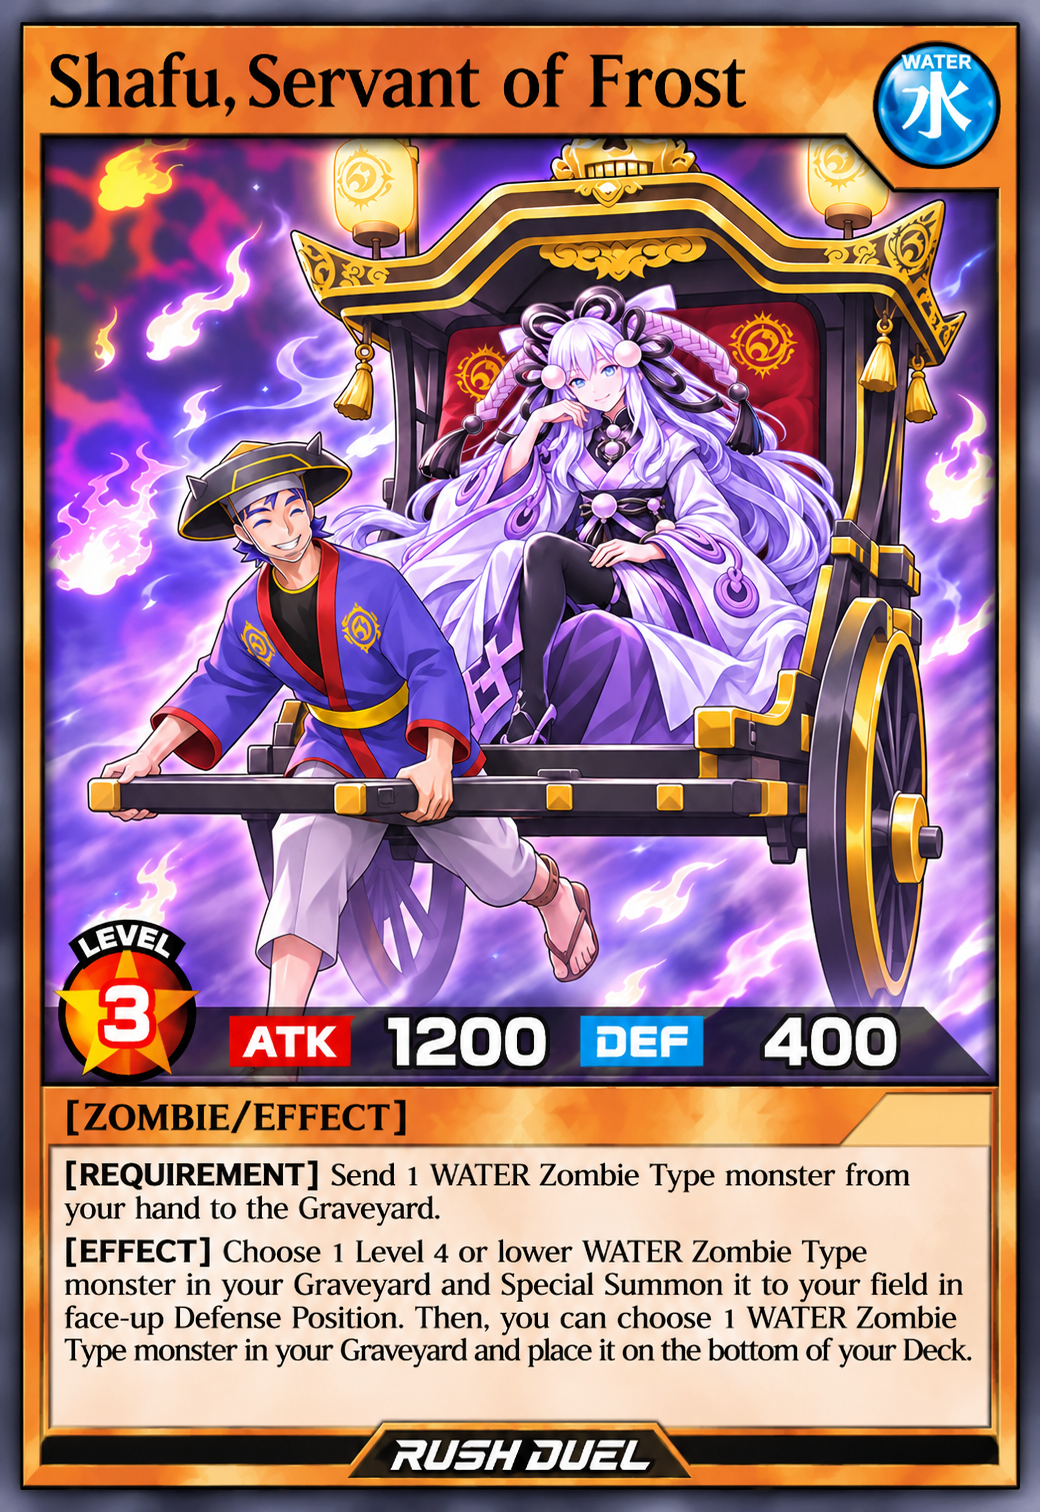 Shafu, Servant of Frost
WATER
水
LEVEL
3
ATK 1200 DEF 400
[ZOMBIE/EFFECT]
[REQUIREMENT] Send 1 WATER Zombie Type monster from
your hand to the Graveyard.
[EFFECT] Choose 1 Level 4 or lower WATER Zombie Type
monster in your Graveyard and Special Summon it to your field in
face-up Defense Position. Then, you can choose 1 WATER Zombie
Type monster in your Graveyard and place it on the bottom of your Deck.
RUSH DUEL